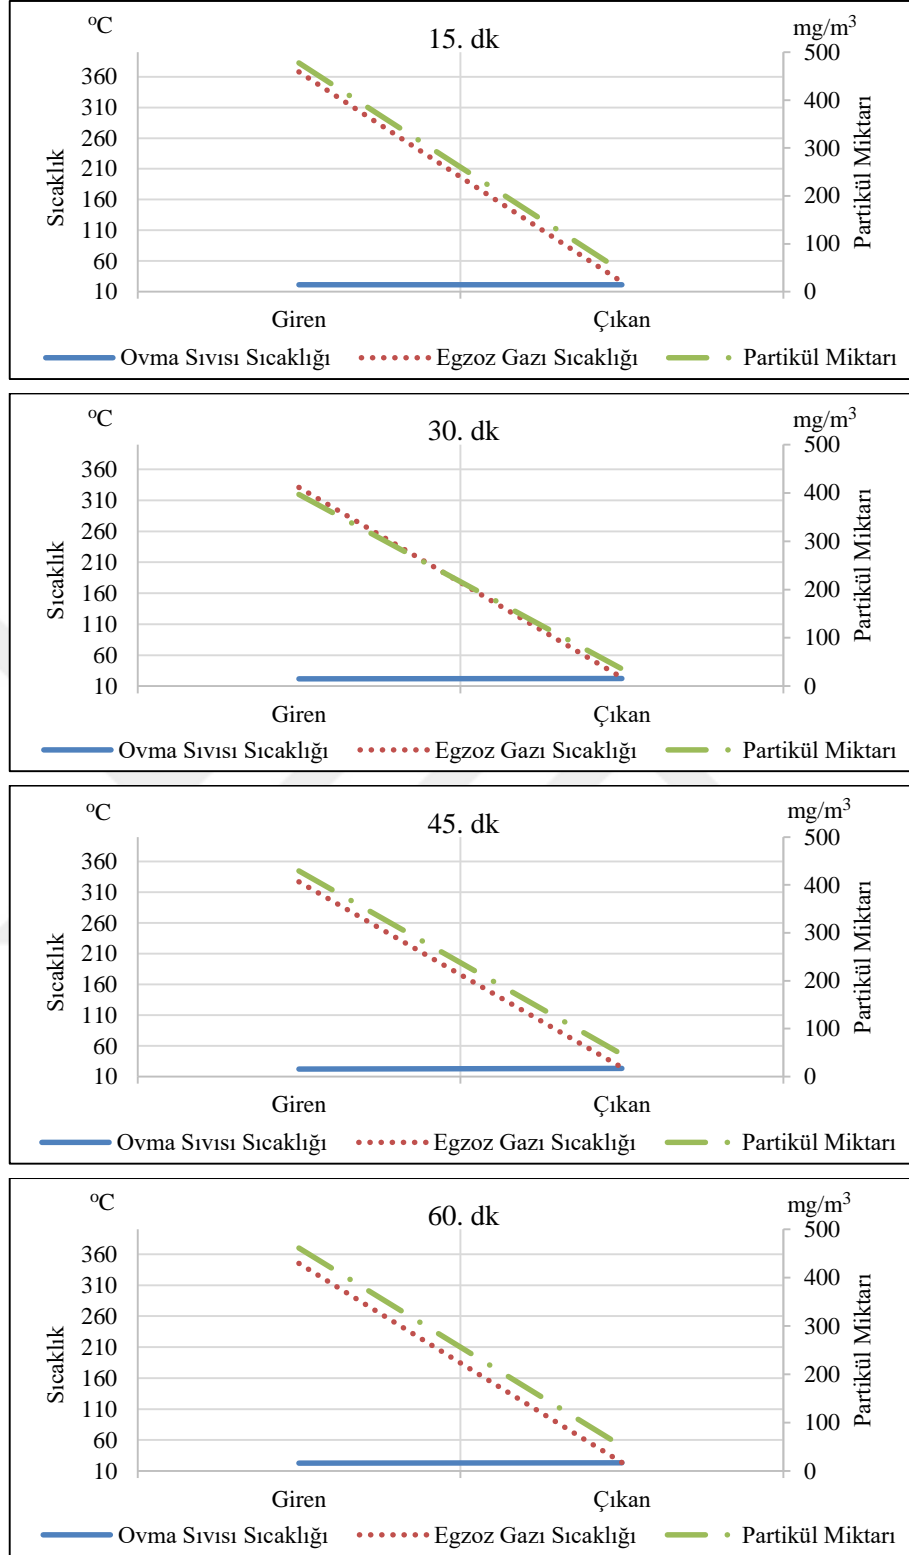 °C 15. dk mg/m³
500
360
400
310
260
300
210
200
160
110
100
60
10 0
Sıcaklık
Partikül Miktarı
Giren Çıkan
Ovma Sıvısı Sıcaklığı Egzoz Gazı Sıcaklığı Partikül Miktarı
°C 30. dk mg/m³
500
360
400
310
260
300
210
200
160
110
100
60
10 0
Sıcaklık
Partikül Miktarı
Giren Çıkan
Ovma Sıvısı Sıcaklığı Egzoz Gazı Sıcaklığı Partikül Miktarı
°C 45. dk mg/m³
500
360
400
310
260
300
210
200
160
110
100
60
10 0
Sıcaklık
Partikül Miktarı
Giren Çıkan
Ovma Sıvısı Sıcaklığı Egzoz Gazı Sıcaklığı Partikül Miktarı
°C 60. dk mg/m³
500
360
400
310
260
300
210
200
160
110
100
60
10 0
Sıcaklık
Partikül Miktarı
Giren Çıkan
Ovma Sıvısı Sıcaklığı Egzoz Gazı Sıcaklığı Partikül Miktarı